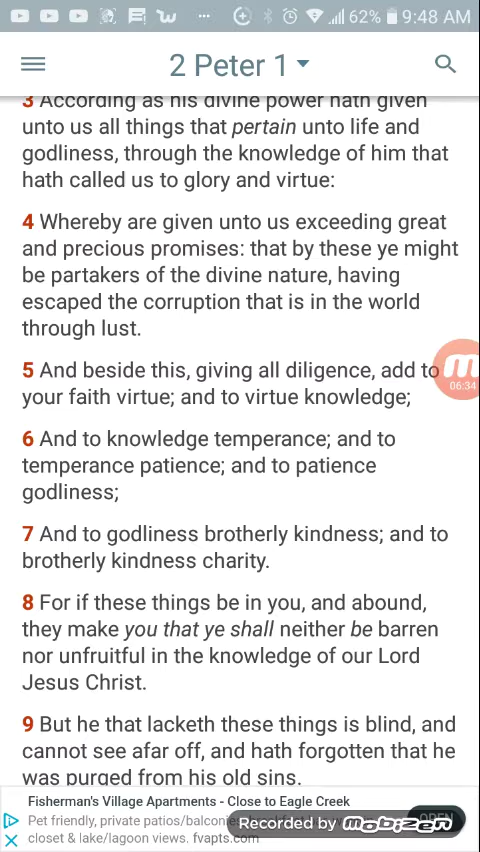 62% 9:48 AM
2 Peter 1
3 According as his divine power hath given
unto us all things that pertain unto life and
godliness, through the knowledge of him that
hath called us to glory and virtue:
4 Whereby are given unto us exceeding great
and precious promises: that by these ye might
be partakers of the divine nature, having
escaped the corruption that is in the world
through lust.
5 And beside this, giving all diligence, add to
your faith virtue; and to virtue knowledge;
06:34
6 And to knowledge temperance; and to
temperance patience; and to patience
godliness;
7 And to godliness brotherly kindness; and to
brotherly kindness charity.
8 For if these things be in you, and abound,
they make you that ye shall neither be barren
nor unfruitful in the knowledge of our Lord
Jesus Christ.
9 But he that lacketh these things is blind, and
cannot see afar off, and hath forgotten that he
was purged from his old sins.
Fisherman's Village Apartments - Close to Eagle Creek
Pet friendly, private patios/balconies,
closet & lake/lagoon views. fvapts.com
OPEN
Recorded by mobizen